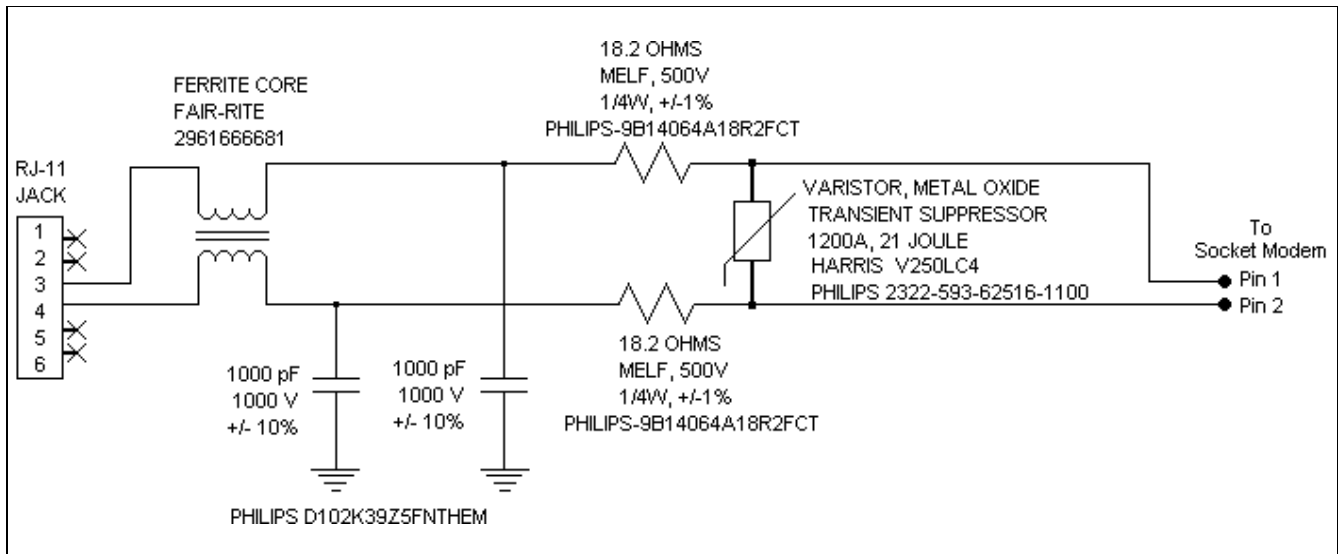 18.2 OHMS
MELF, 500V
1/4W, +/-1%
PHILIPS-9B14064A18R2FCT
FERRITE CORE
FAIR-RITE
2961666681
RJ-11
JACK
1
2
3
4
5
6
VARISTOR, METAL OXIDE
TRANSIENT SUPPRESSOR
1200A, 21 JOULE
HARRIS V250LC4
PHILIPS 2322-593-62516-1100
To
Socket Modem
Pin 1
Pin 2
1000 pF
1000 V
+/- 10%
1000 pF
1000 V
+/- 10%
18.2 OHMS
MELF, 500V
1/4W, +/-1%
PHILIPS-9B14064A18R2FCT
PHILIPS D102K39Z5FNTHEM